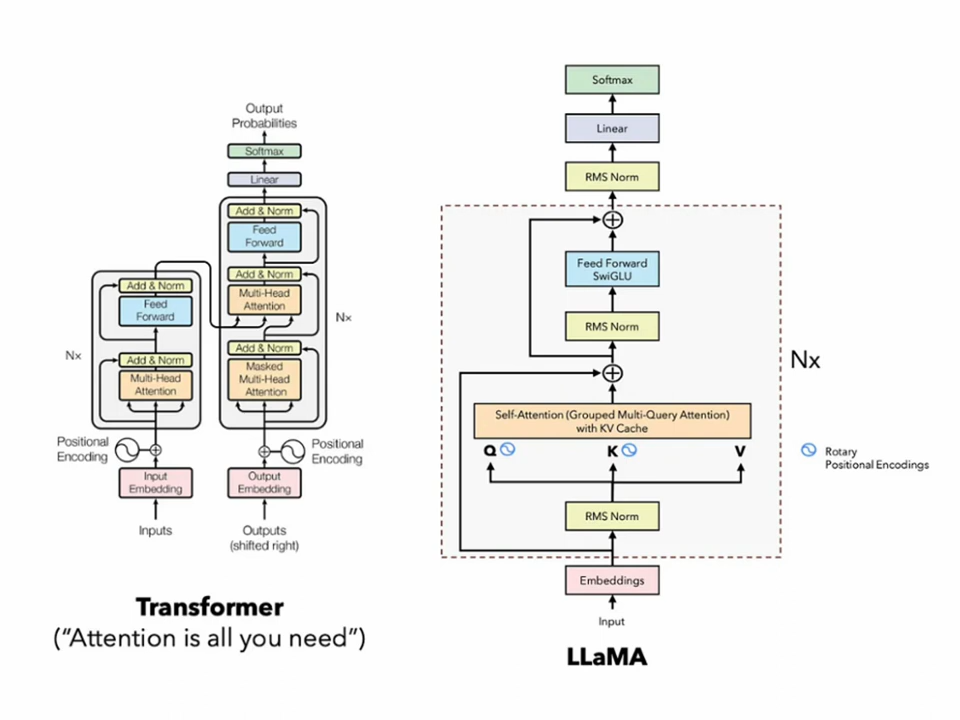 Output
Probabilities
Softmax
Linear
Add & Norm
Feed
Forward
Add & Norm
Multi-Head
Attention
Nx
Add & Norm
Masked
Multi-Head
Attention
Add & Norm
Feed
Forward
Nx
Add & Norm
Multi-Head
Attention
Positional
Encoding
Positional
Encoding
Input
Embedding
Output
Embedding
Inputs
Outputs
(shifted right)
Transformer
("Attention is all you need")
Softmax
Linear
RMS Norm
Feed Forward
SwiGLU
RMS Norm
Nx
Self-Attention (Grouped Multi-Query Attention)
with KV Cache
Q K V
Rotary
Positional Encodings
RMS Norm
Embeddings
Input
LLaMA